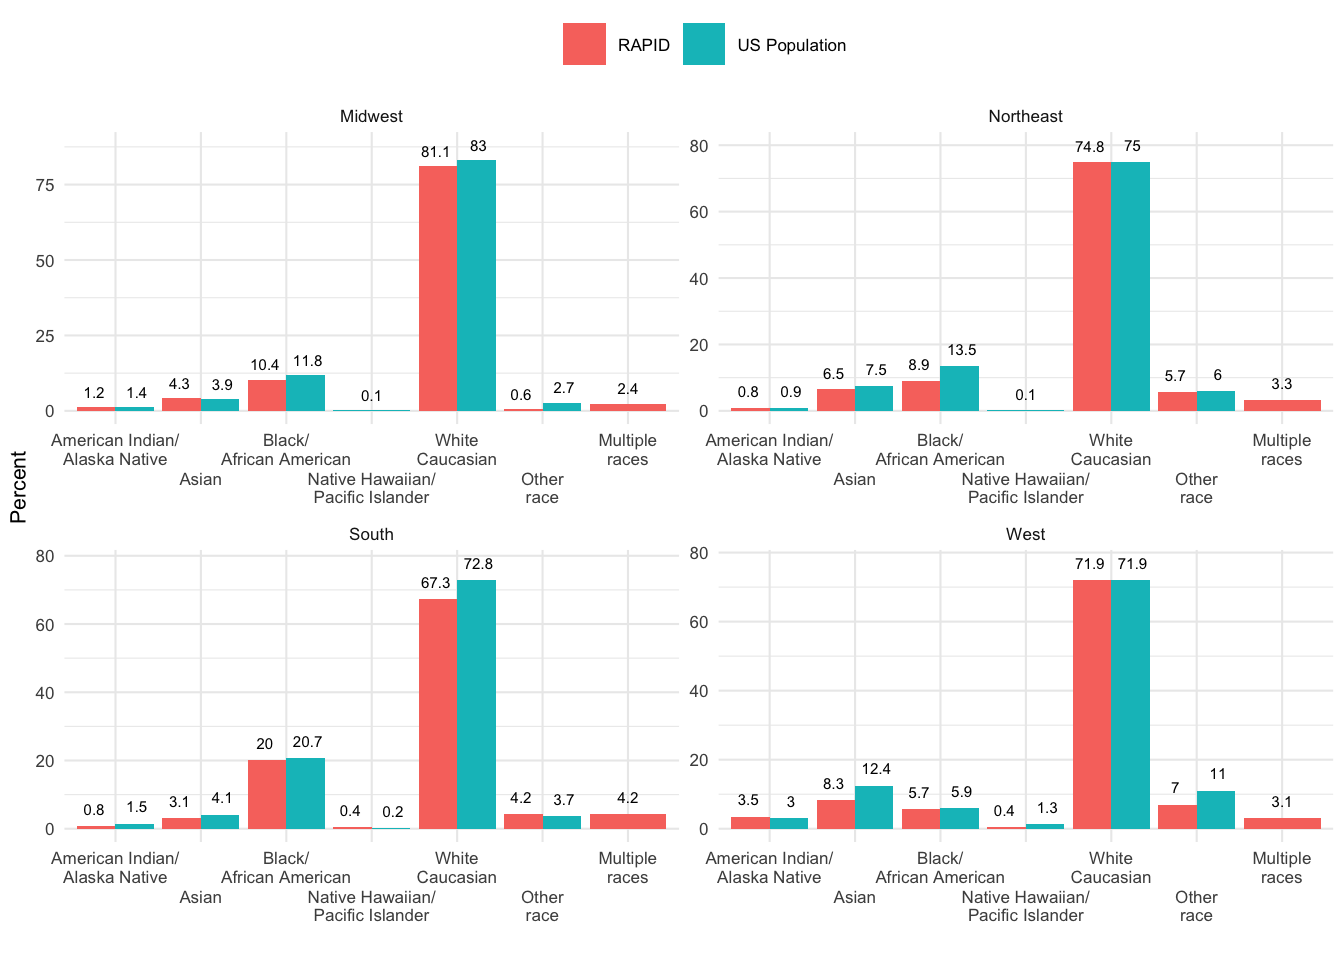 RAPID US Population
Percent
Midwest
81.1 83
75
50
25
10.4 11.8
1.2 1.4 4.3 3.9 0.1 0.6 2.7 2.4
0
American Indian/ Black/ White Multiple
Alaska Native African American Caucasian races
Asian Native Hawaiian/ Other
Pacific Islander race
Northeast
80
74.8 75
60
40
20
8.9 13.5
0.8 0.9 6.5 7.5 0.1 5.7 6 3.3
0
American Indian/ Black/ White Multiple
Alaska Native African American Caucasian races
Asian Native Hawaiian/ Other
Pacific Islander race
South
80
67.3 72.8
60
40
20 20.7
20
0.8 1.5 3.1 4.1 0.4 0.2 4.2 3.7 4.2
0
American Indian/ Black/ White Multiple
Alaska Native African American Caucasian races
Asian Native Hawaiian/ Other
Pacific Islander race
West
80
71.9 71.9
60
40
20
8.3 12.4 7 11
3.5 3 5.7 5.9 0.4 1.3 3.1
0
American Indian/ Black/ White Multiple
Alaska Native African American Caucasian races
Asian Native Hawaiian/ Other
Pacific Islander race